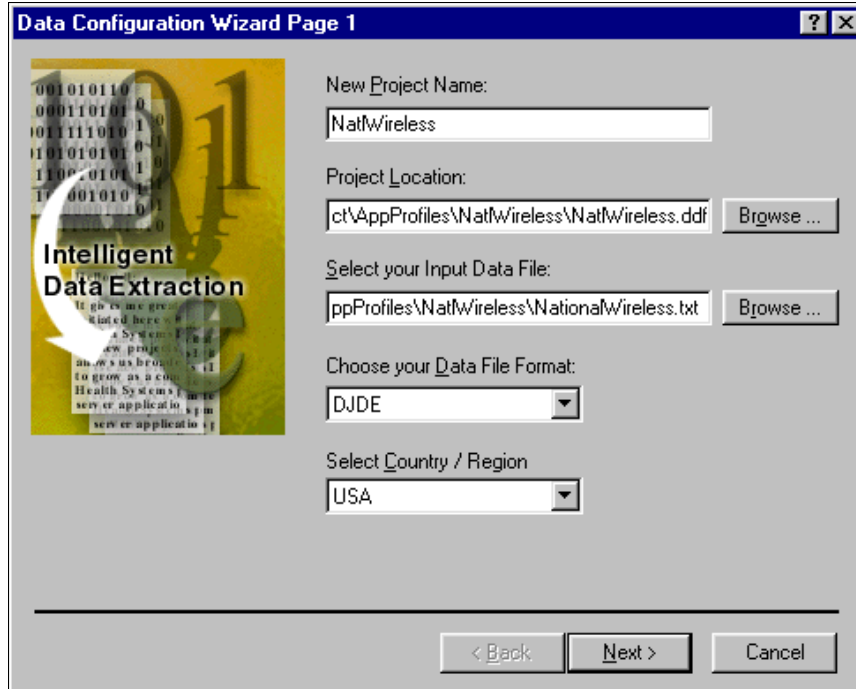 Data Configuration Wizard Page 1
101
001010110
Intelligent
Data Extraction
New Project Name:
NatlWireless
Project Location:
ct\AppProfiles\NatlWireless\NatlWireless.ddf
Browse ...
Select your Input Data File:
ppProfiles\NatlWireless\NationalWireless.txt
Browse ...
Choose your Data File Format:
DJDE
Select Country / Region
USA
< Back
Next >
Cancel